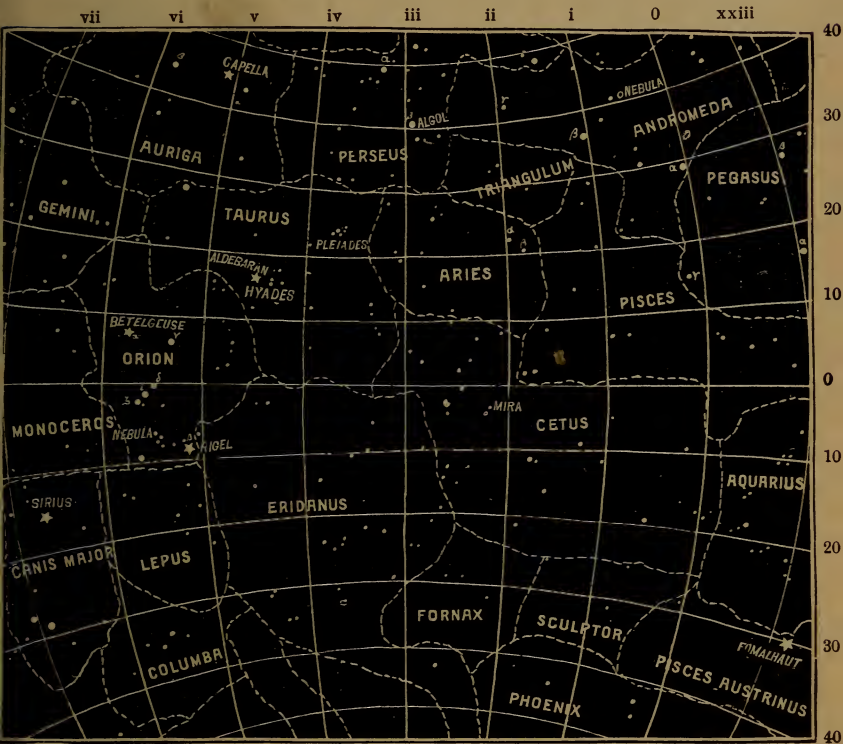 vii vi v iv iii ii i 0 xxiii
40
CAPELLA
α
NEBULA
ALGOL
ANDROMEDA
30
AURIGA
PERSEUS
TRIANGULUM
β
α
β
PEGASUS
GEMINI
TAURUS
20
PLEIADES
ALDEBARAN
HYADES
ARIES
α
γ
PISCES
10
BETELGEUSE
α
γ
ORION
δ
ε
ζ
0
MIRA
MONOCEROS
NEBULA
β
RIGEL
CETUS
10
SIRIUS
ERIDANUS
AQUARIUS
20
CANIS MAJOR
LEPUS
FORNAX
SCULPTOR
30
FOMALHAUT
COLUMBA
PISCES AUSTRINUS
PHOENIX
40